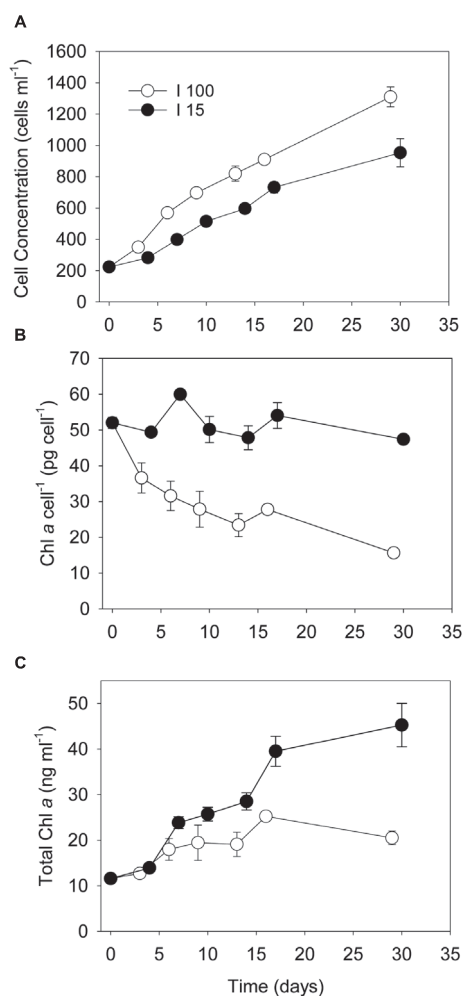 A
Cell Concentration (cells ml-1)
1600
1400
1200
1000
800
600
400
200
0
I 100
I 15
0 5 10 15 20 25 30 35
B
Chl a cell-1 (pg cell-1)
70
60
50
40
30
20
10
0
0 5 10 15 20 25 30 35
C
Total Chl a (ng ml-1)
50
40
30
20
10
0
0 5 10 15 20 25 30 35
Time (days)